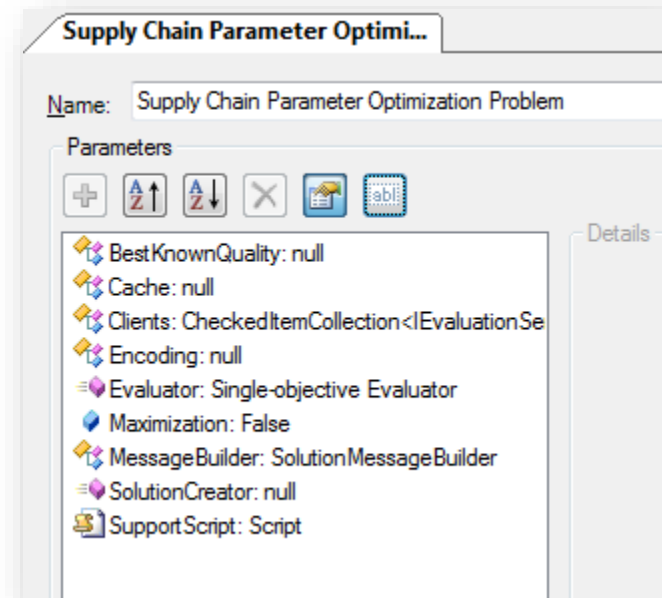 Supply Chain Parameter Optimi...
Name: Supply Chain Parameter Optimization Problem
Parameters
A Z A Z abl
Details
BestKnownQuality: null
Cache: null
Clients: CheckedItemCollection<IEvaluationSe
Encoding: null
Evaluator: Single-objective Evaluator
Maximization: False
MessageBuilder: SolutionMessageBuilder
SolutionCreator: null
SupportScript: Script